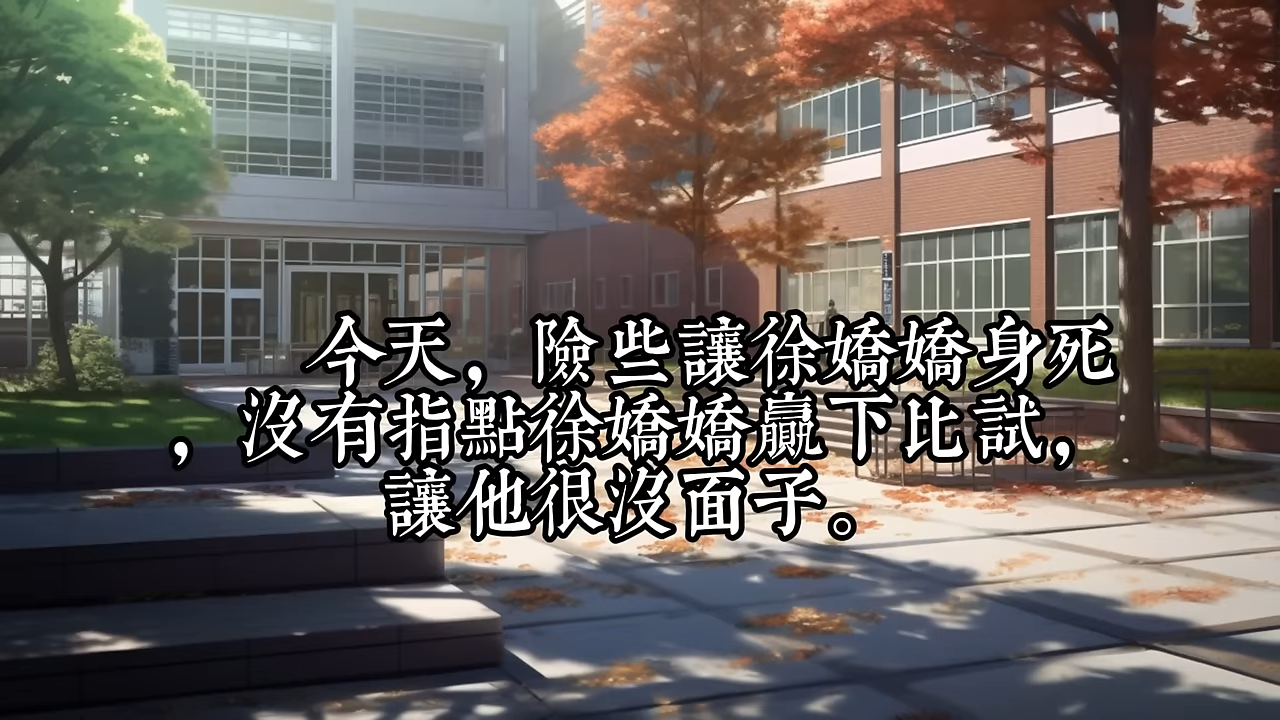 今天，險些讓徐嬌嬌身死
，沒有指點徐嬌嬌贏下比試，
讓他很沒面子。